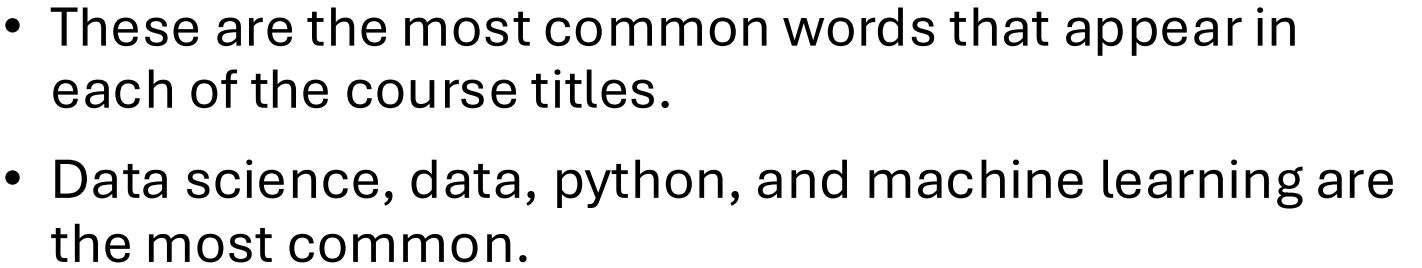 • These are the most common words that appear in
each of the course titles.
• Data science, data, python, and machine learning are
the most common.